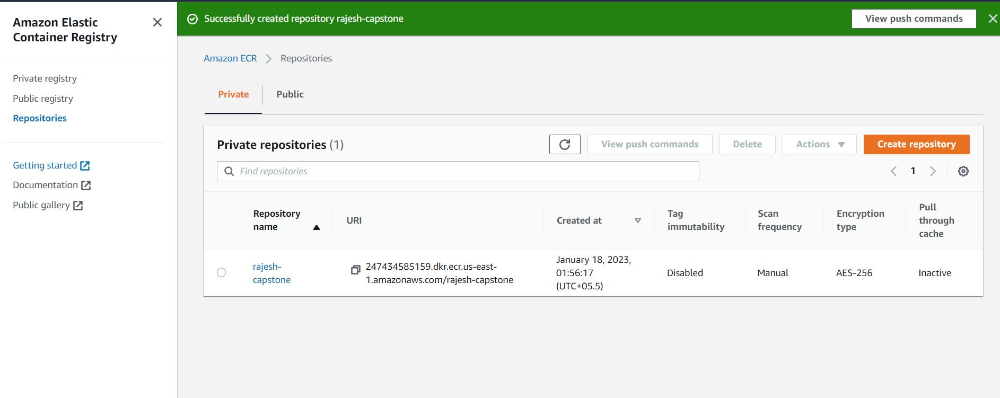 Amazon Elastic
Container Registry
Private registry
Public registry
Repositories
Getting started
Documentation
Public gallery
Successfully created repository rajesh-capstone
View push commands
Amazon ECR
Repositories
Private
Public
Private repositories (1)
View push commands
Delete
Actions
Create repository
Find repositories
1
Repository
name
URI
Created at
Tag
immutability
Scan
frequency
Encryption
type
Pull
through
cache
rajesh-
capstone
247434585159.dkr.ecr.us-east-
1.amazonaws.com/rajesh-capstone
January 18, 2023,
01:56:17
(UTC+05.5)
Disabled
Manual
AES-256
Inactive